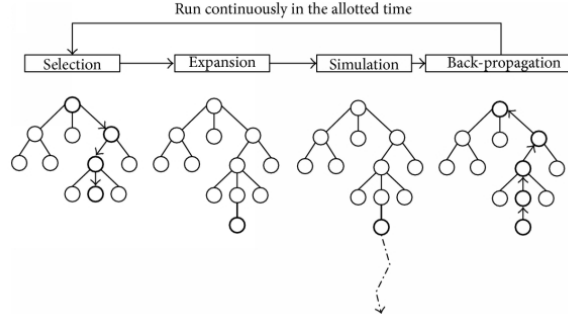 Run continuously in the allotted time
Selection
Expansion
Simulation
Back-propagation